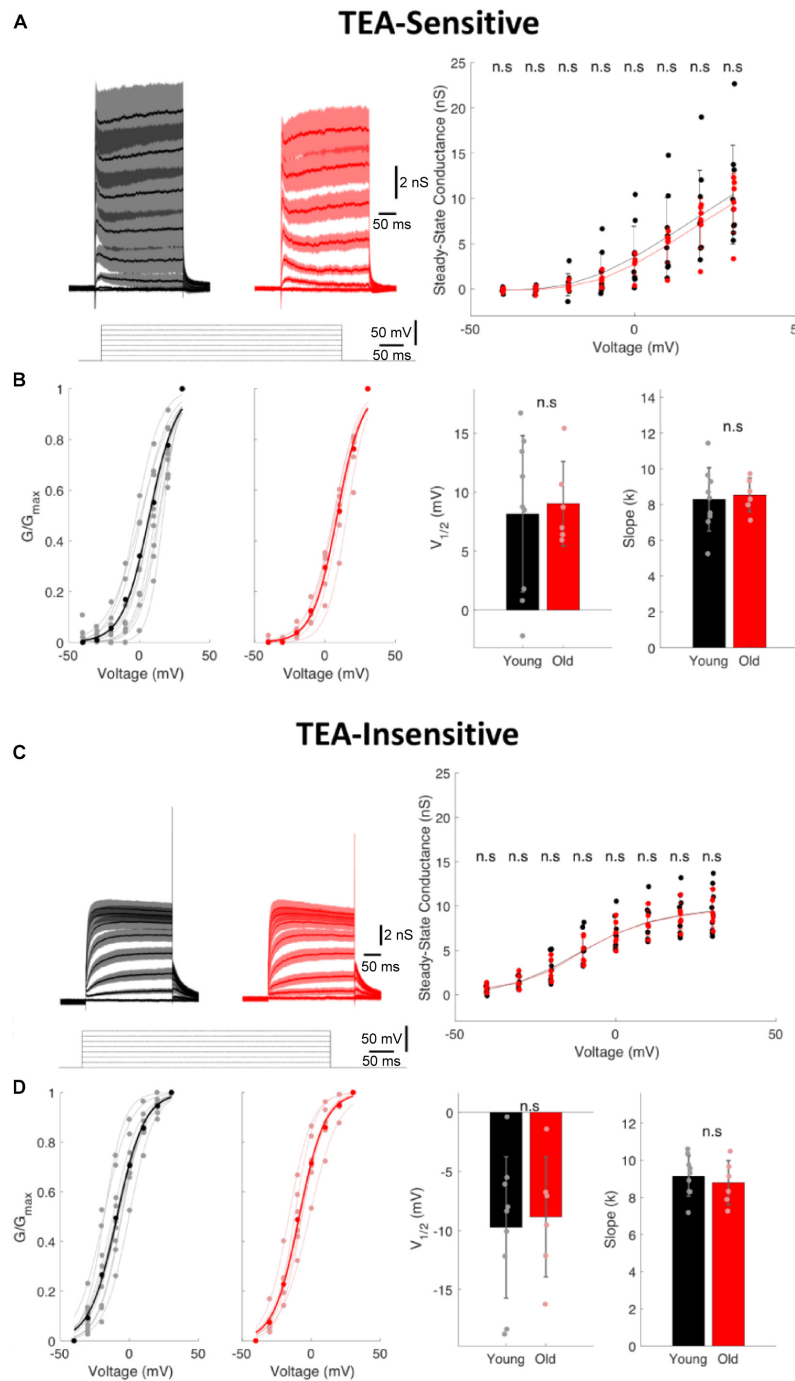 A
TEA-Sensitive
2 nS
50 ms
50 mV
50 ms
n.s n.s n.s n.s n.s n.s n.s n.s
Steady-State Conductance (nS)
25
20
15
10
5
0
-50 0 5
Voltage (mV)
B
G/Gmax
1
0.8
0.6
0.4
0.2
0
-50 0 50
Voltage (mV)
-50 0 50
Voltage (mV)
n.s
V1/2 (mV)
15
10
5
0
Young Old
n.s
Slope (k)
14
12
10
8
6
4
2
0
Young Old
TEA-Insensitive
C
2 nS
50 ms
50 mV
50 ms
n.s n.s n.s n.s n.s n.s n.s n.s
Steady-State Conductance (nS)
25
20
15
10
5
0
-50 0 50
Voltage (mV)
D
G/Gmax
1
0.8
0.6
0.4
0.2
0
-50 0 50
Voltage (mV)
-50 0 50
Voltage (mV)
n.s
V1/2 (mV)
0
-5
-10
-15
Young Old
n.s
Slope (k)
12
10
8
6
4
2
0
Young Old